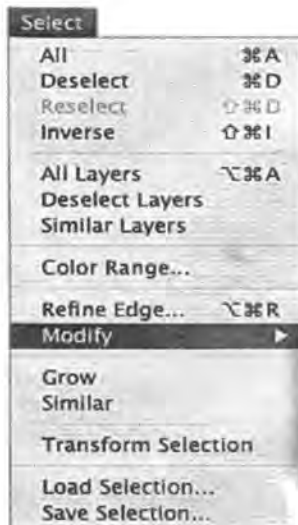 Select
All ⌘A
Deselect ⌘D
Reselect ⇧⌘D
Inverse ⇧⌘I
All Layers ⌥⌘A
Deselect Layers
Similar Layers
Color Range...
Refine Edge... ⌥⌘R
Modify ▶
Grow
Similar
Transform Selection
Load Selection...
Save Selection...